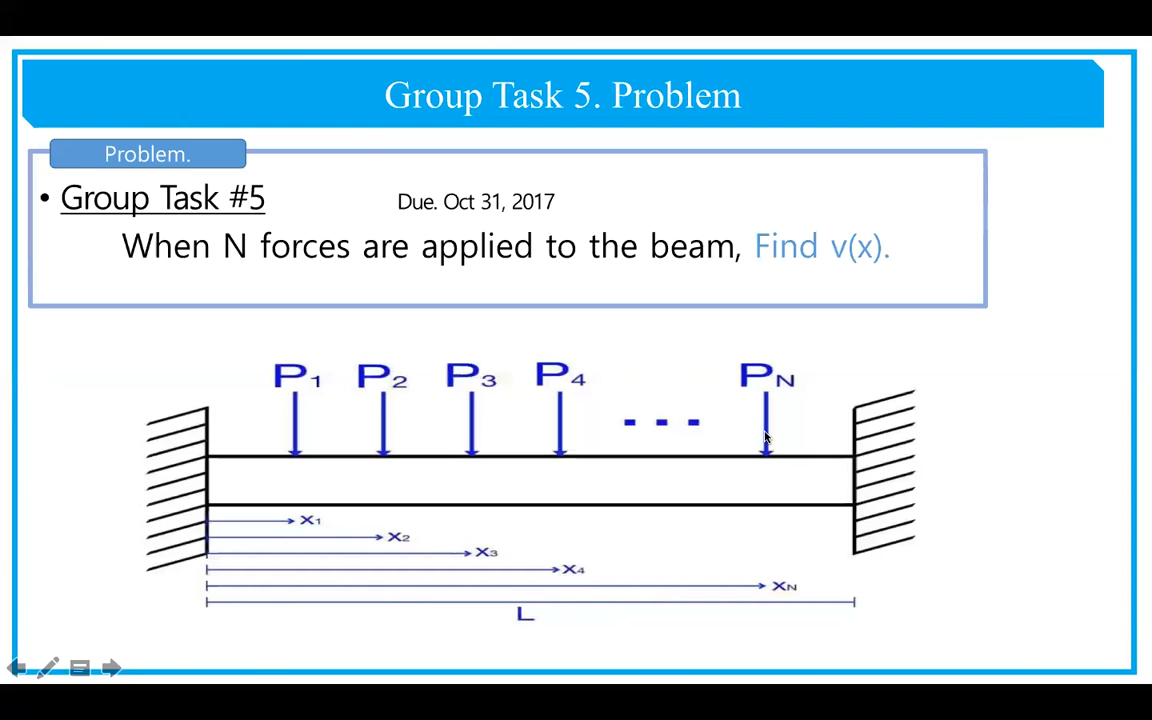 Group Task 5. Problem
Problem.
• Group Task #5 Due. Oct 31, 2017
When N forces are applied to the beam, Find v(x).
P₁ P₂ P₃ P₄ P_N
x₁
x₂
x₃
x₄
x_N
L